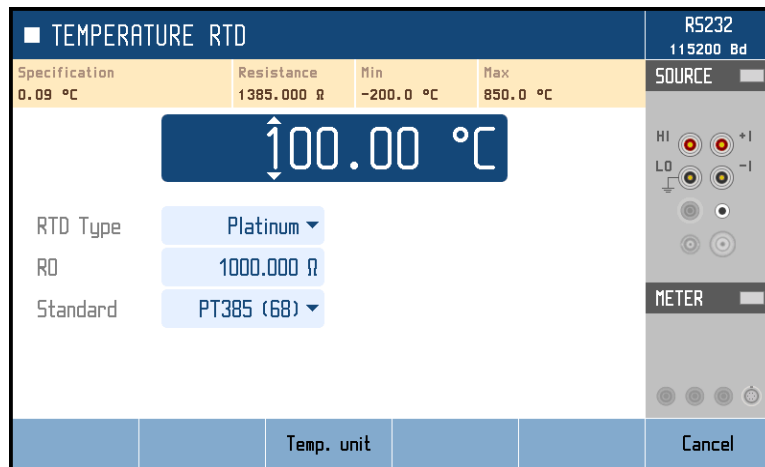 TEMPERATURE RTD
RS232
115200 Bd
Specification Resistance Min Max
0.09 °C 1385.000 Ω -200.0 °C 850.0 °C
SOURCE
100.00 °C
HI +I
LO -I
RTD Type Platinum
R0 1000.000 Ω
Standard PT385 (68)
METER
Temp. unit Cancel